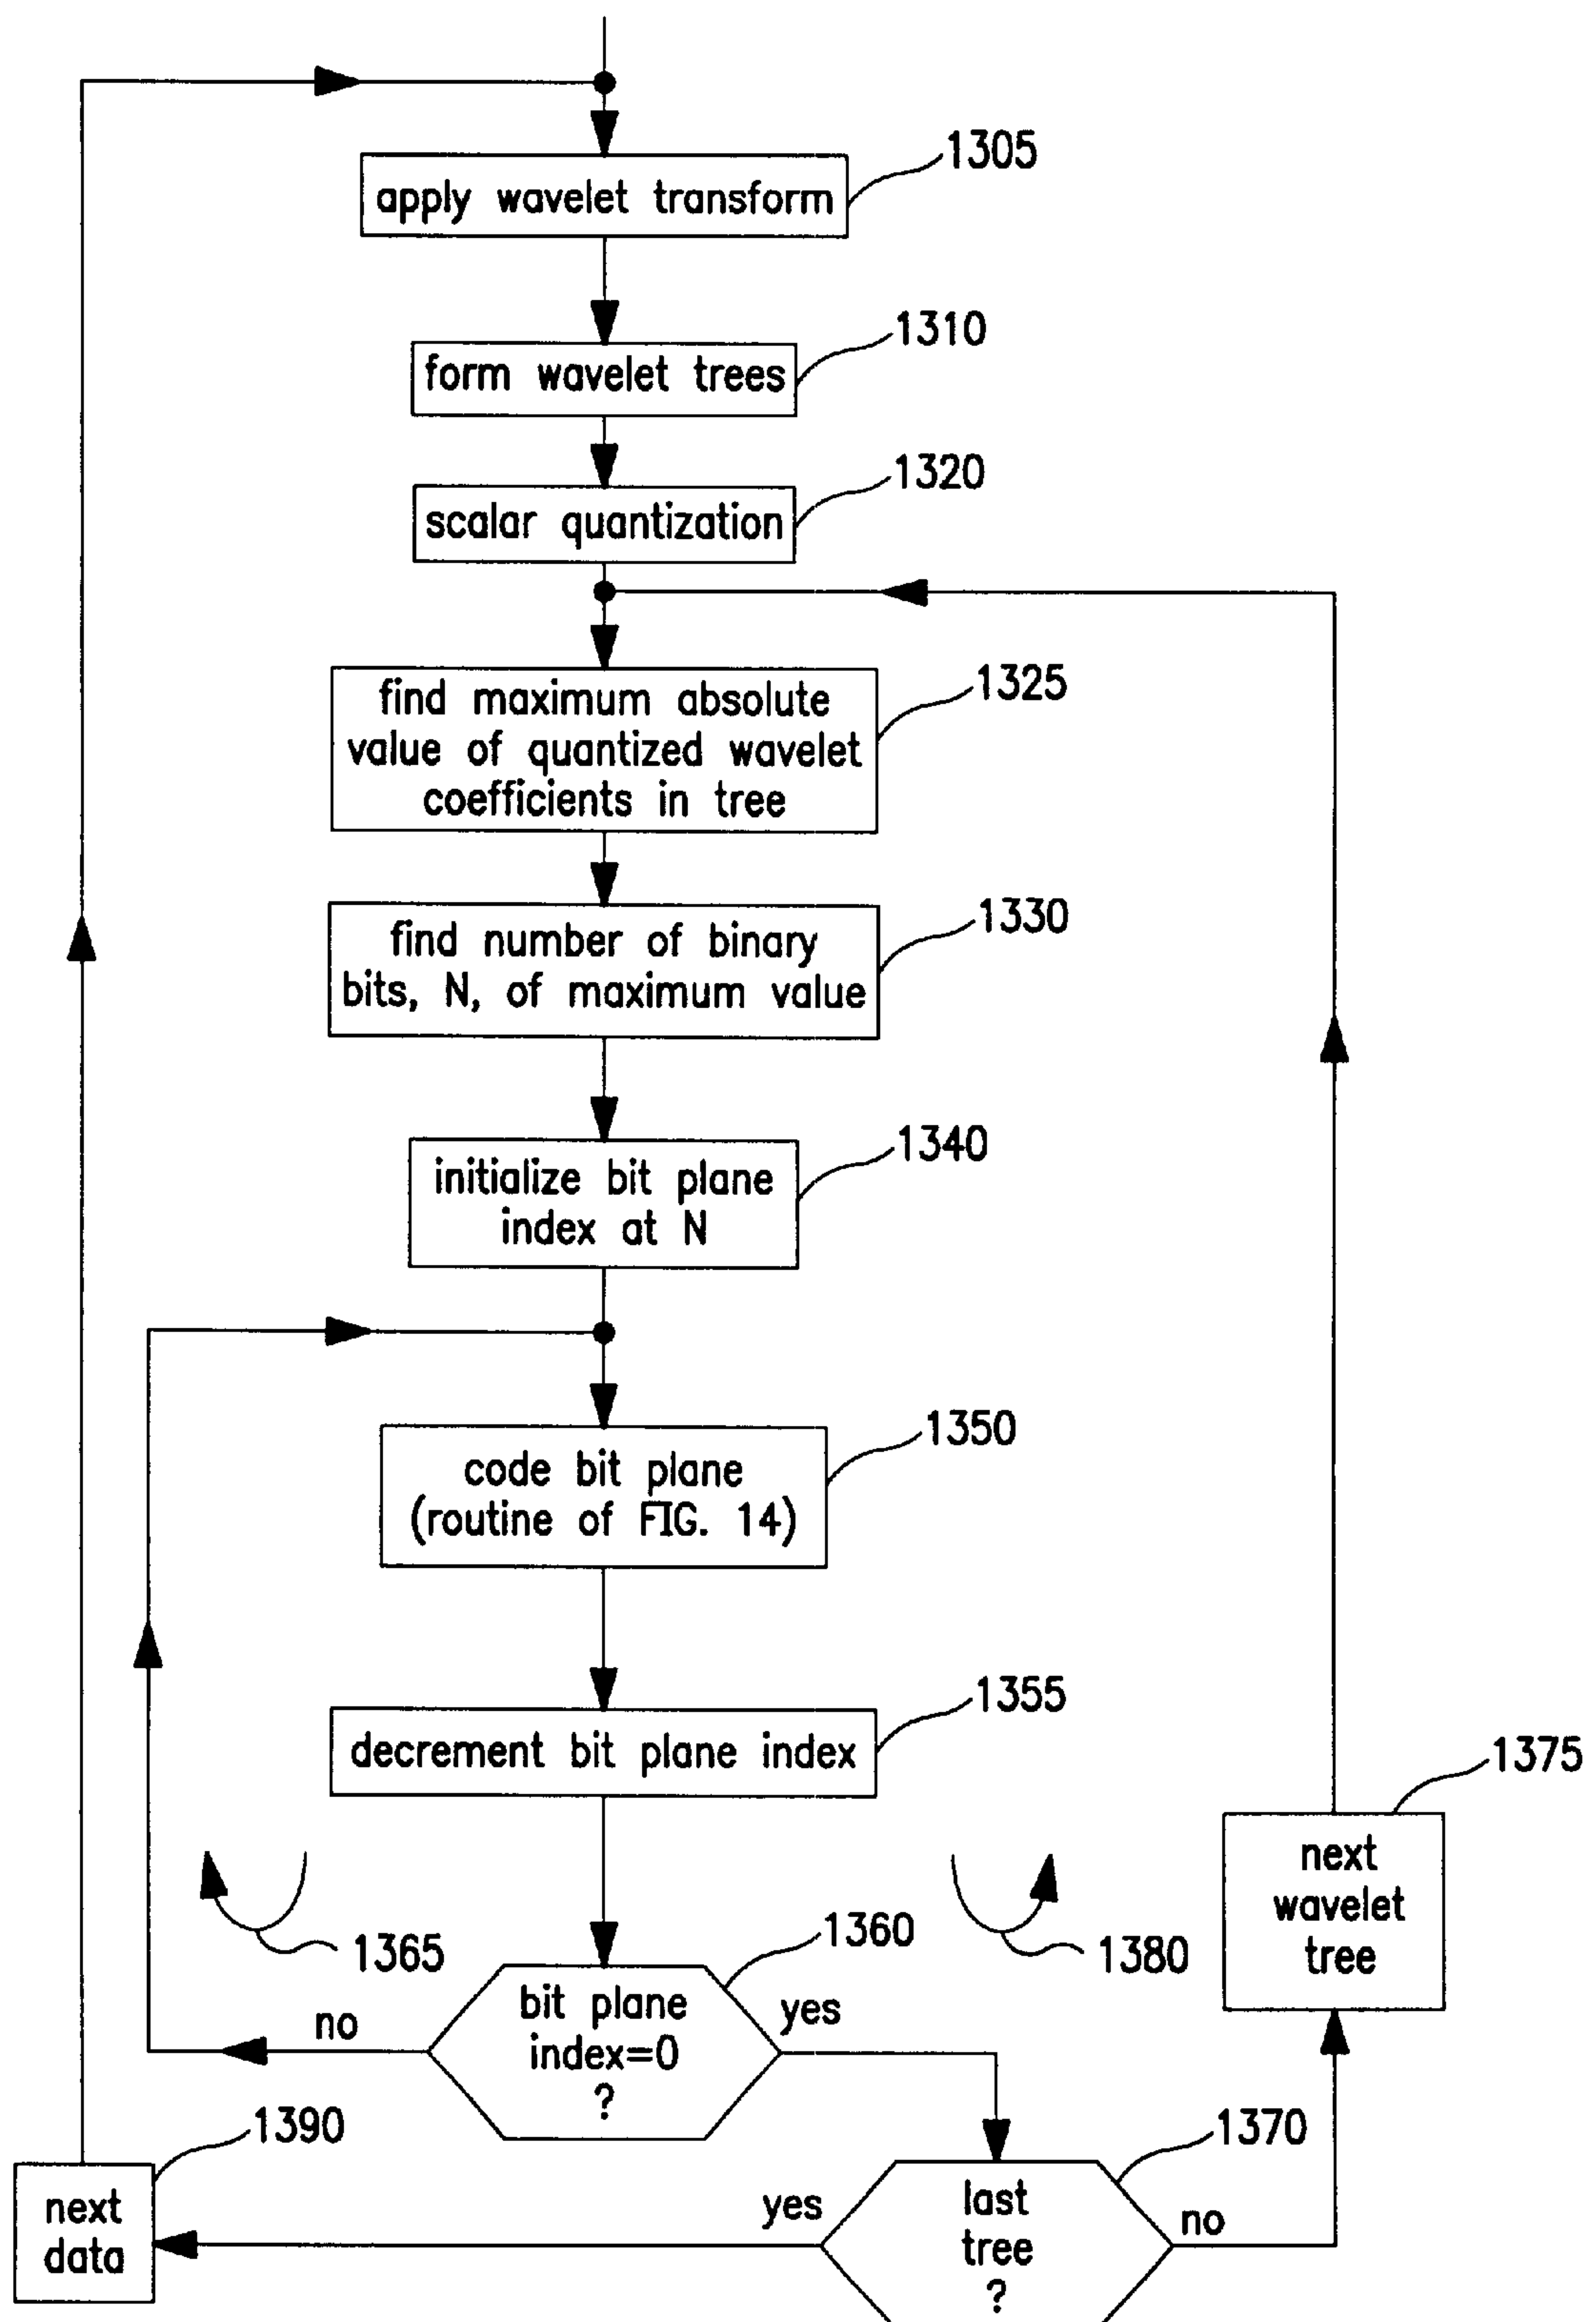 1305
apply wavelet transform
1310
form wavelet trees
1320
scalar quantization
1325
find maximum absolute
value of quantized wavelet
coefficients in tree
1330
find number of binary
bits, N, of maximum value
1340
initialize bit plane
index at N
1350
code bit plane
(routine of FIG. 14)
1355
decrement bit plane index
1375
next
wavelet
tree
1365
1380
1360
bit plane
index=0
?
no
yes
1390
next
data
1370
last
tree
?
yes
no